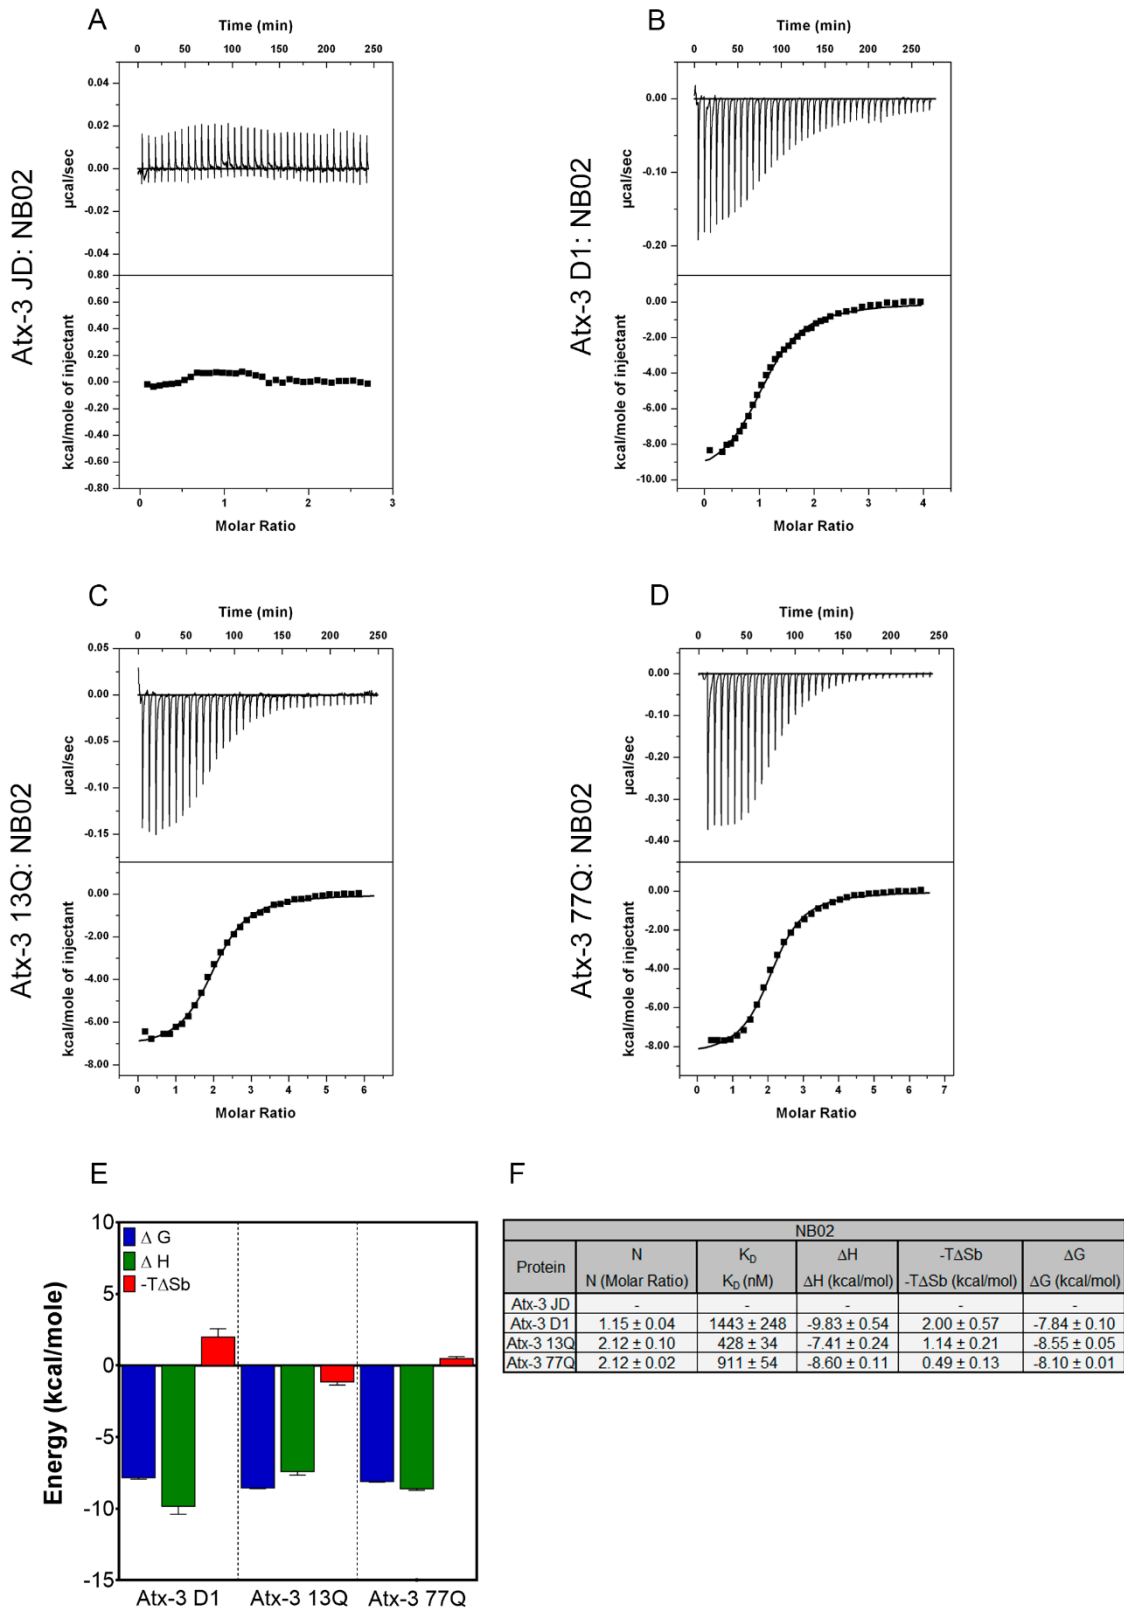 A
Time (min)
0 50 100 150 200 250
0.04
0.02
0.00
-0.02
-0.04
µcal/sec
Atx-3 JD: NB02
0.80
0.60
0.40
0.20
0.00
-0.20
-0.40
-0.60
-0.80
kcal/mole of injectant
0 1 2 3
Molar Ratio
B
Time (min)
0 50 100 150 200 250
0.00
-0.10
-0.20
µcal/sec
Atx-3 D1: NB02
0.00
-2.00
-4.00
-6.00
-8.00
-10.00
kcal/mole of injectant
0 1 2 3 4
Molar Ratio
C
Time (min)
0 50 100 150 200 250
0.05
0.00
-0.05
-0.10
-0.15
µcal/sec
Atx-3 13Q: NB02
0.00
-2.00
-4.00
-6.00
-8.00
kcal/mole of injectant
0 1 2 3 4 5 6
Molar Ratio
D
Time (min)
0 50 100 150 200 250
0.00
-0.10
-0.20
-0.30
-0.40
µcal/sec
Atx-3 77Q: NB02
0.00
-2.00
-4.00
-6.00
-8.00
kcal/mole of injectant
0 1 2 3 4 5 6 7
Molar Ratio
E
10
5
0
-5
-10
-15
Energy (kcal/mole)
Δ G
Δ H
-TΔSb
Atx-3 D1 Atx-3 13Q Atx-3 77Q
F
NB02
Protein N K_D ΔH -TΔSb ΔG
N (Molar Ratio) K_D (nM) ΔH (kcal/mol) -TΔSb (kcal/mol) ΔG (kcal/mol)
Atx-3 JD - - - - -
Atx-3 D1 1.15 ± 0.04 1443 ± 248 -9.83 ± 0.54 2.00 ± 0.57 -7.84 ± 0.10
Atx-3 13Q 2.12 ± 0.10 428 ± 34 -7.41 ± 0.24 1.14 ± 0.21 -8.55 ± 0.05
Atx-3 77Q 2.12 ± 0.02 911 ± 54 -8.60 ± 0.11 0.49 ± 0.13 -8.10 ± 0.01